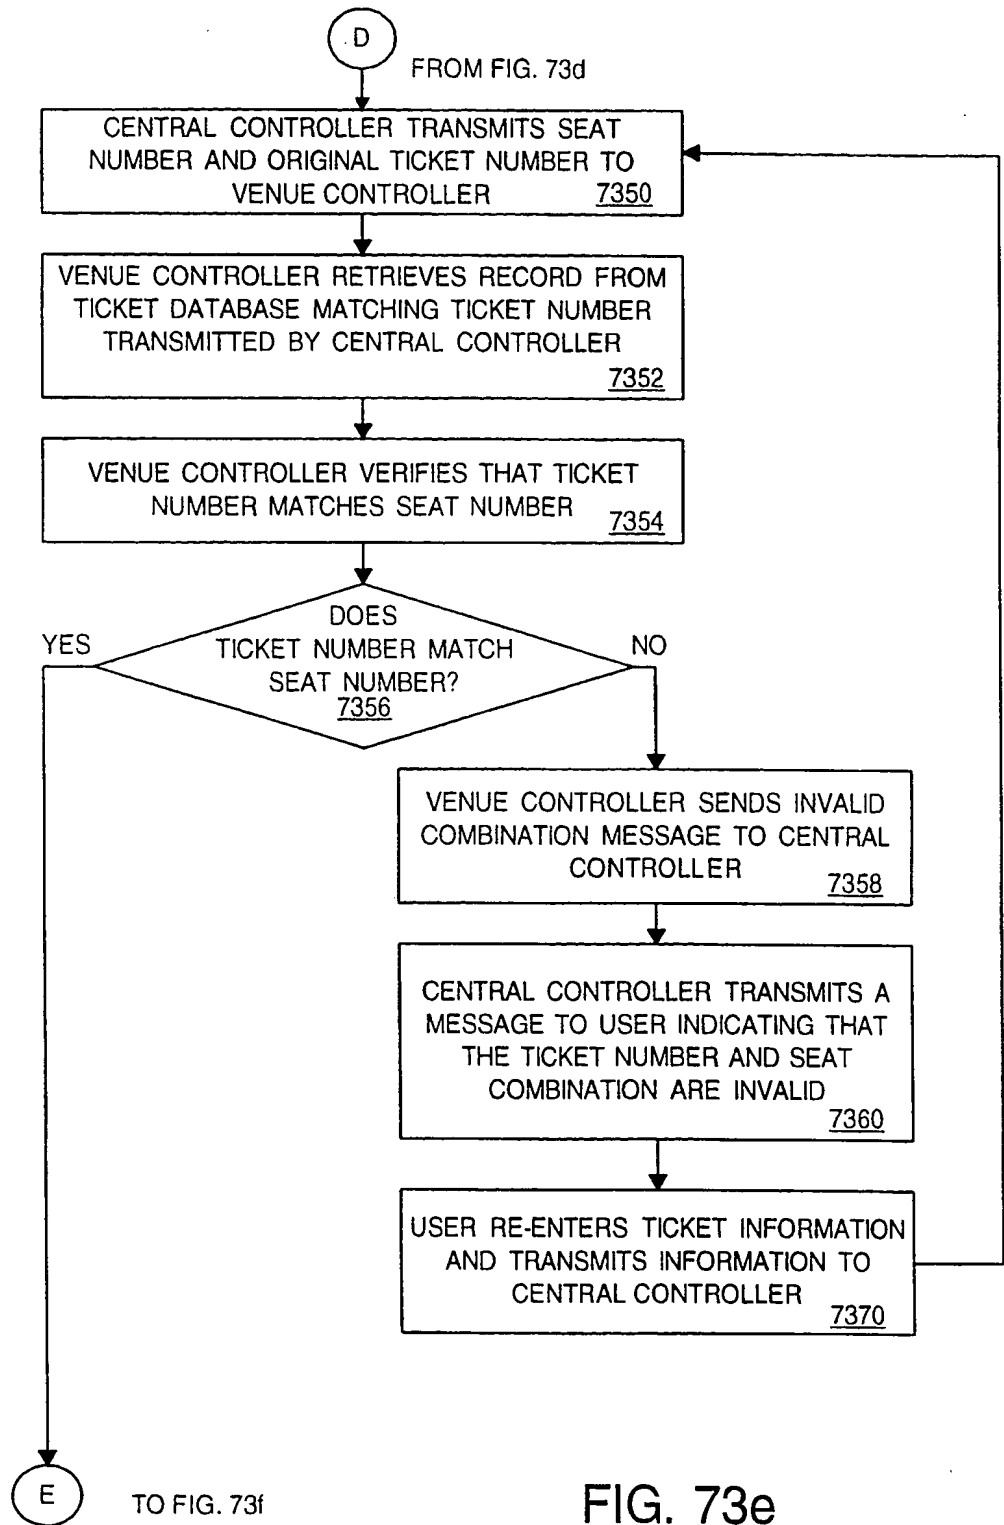 D
FROM FIG. 73d
CENTRAL CONTROLLER TRANSMITS SEAT
NUMBER AND ORIGINAL TICKET NUMBER TO
VENUE CONTROLLER 7350
VENUE CONTROLLER RETRIEVES RECORD FROM
TICKET DATABASE MATCHING TICKET NUMBER
TRANSMITTED BY CENTRAL CONTROLLER
7352
VENUE CONTROLLER VERIFIES THAT TICKET
NUMBER MATCHES SEAT NUMBER
7354
DOES
TICKET NUMBER MATCH
SEAT NUMBER?
7356
YES
NO
VENUE CONTROLLER SENDS INVALID
COMBINATION MESSAGE TO CENTRAL
CONTROLLER
7358
CENTRAL CONTROLLER TRANSMITS A
MESSAGE TO USER INDICATING THAT
THE TICKET NUMBER AND SEAT
COMBINATION ARE INVALID
7360
USER RE-ENTERS TICKET INFORMATION
AND TRANSMITS INFORMATION TO
CENTRAL CONTROLLER
7370
E
TO FIG. 73f
FIG. 73e